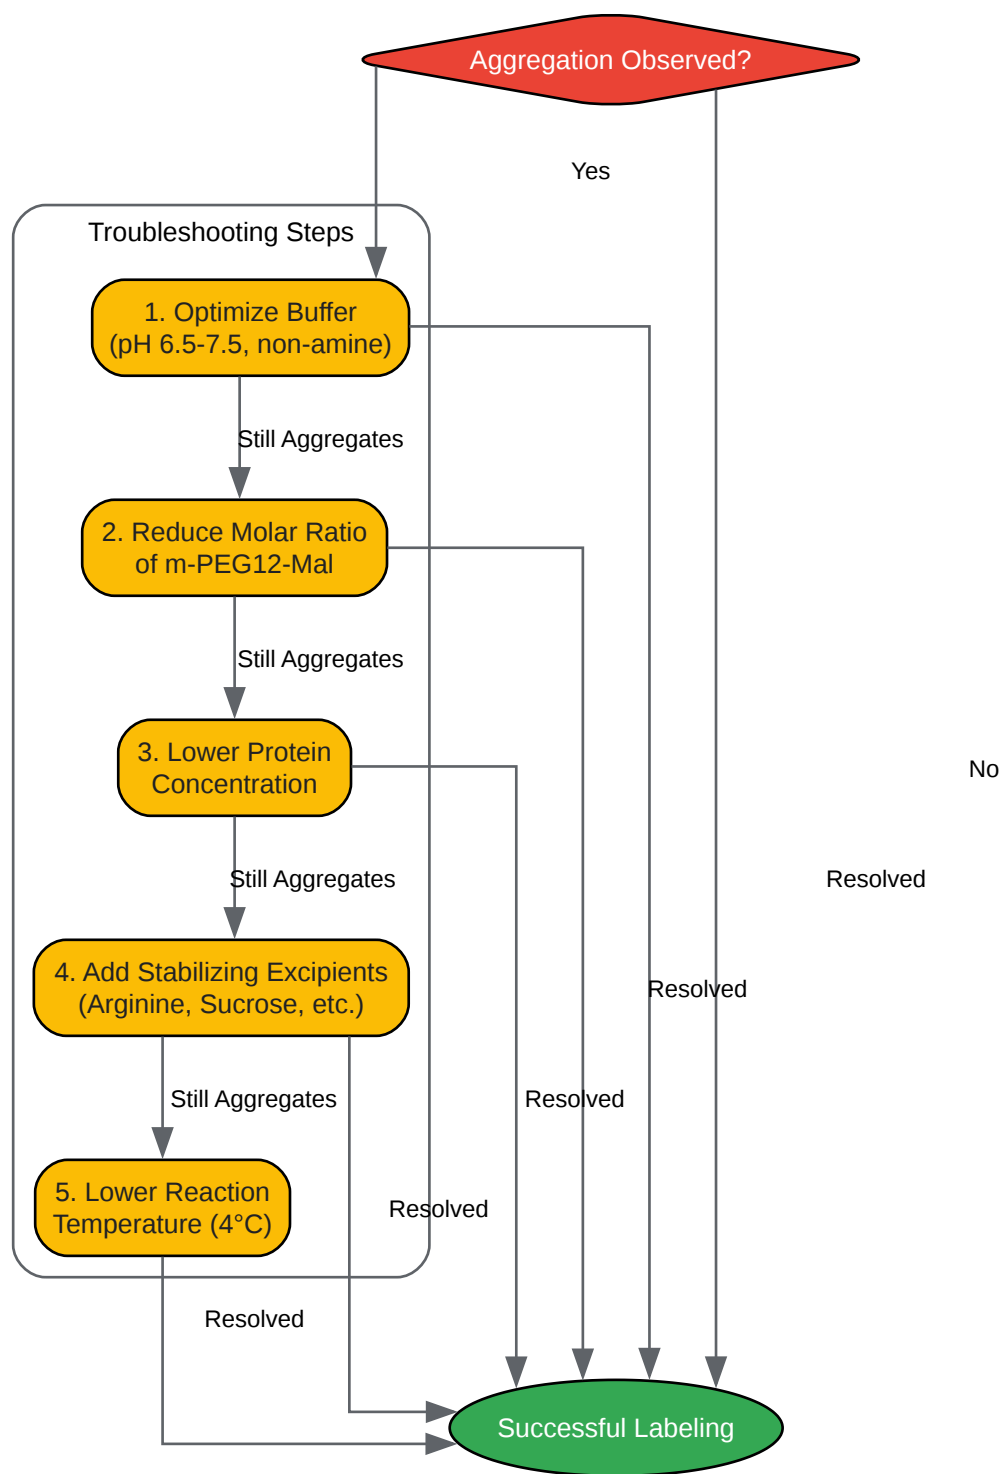 Aggregation Observed?
Yes
Troubleshooting Steps
1. Optimize Buffer
(pH 6.5-7.5, non-amine)
Still Aggregates
2. Reduce Molar Ratio
of m-PEG12-Mal
Still Aggregates
3. Lower Protein
Concentration
No
Still Aggregates
Resolved
4. Add Stabilizing Excipients
(Arginine, Sucrose, etc.)
Resolved
Still Aggregates
Resolved
5. Lower Reaction
Temperature (4°C)
Resolved
Resolved
Successful Labeling